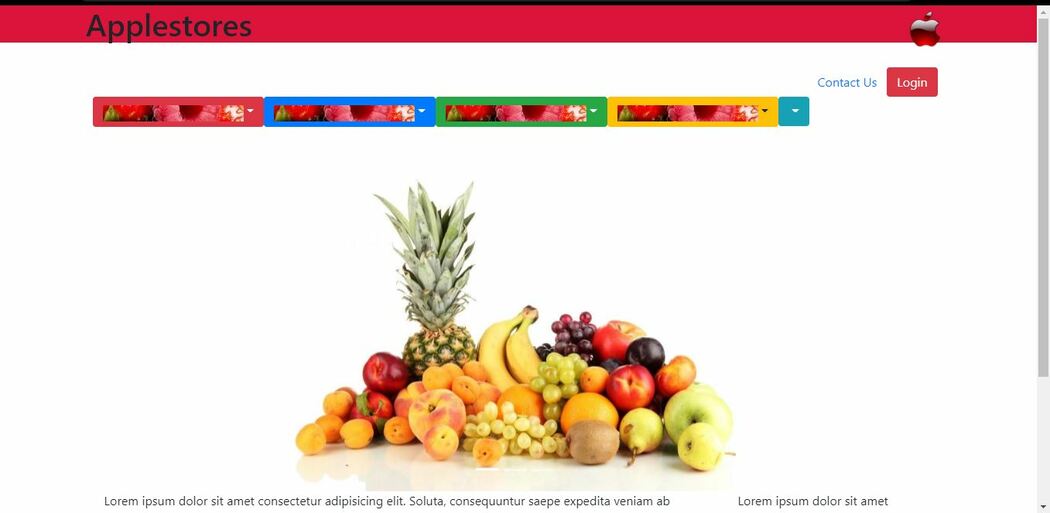 Applestores
Contact Us
Login
Lorem ipsum dolor sit amet consectetur adipisicing elit. Soluta, consequuntur saepe expedita veniam ab
Lorem ipsum dolor sit amet